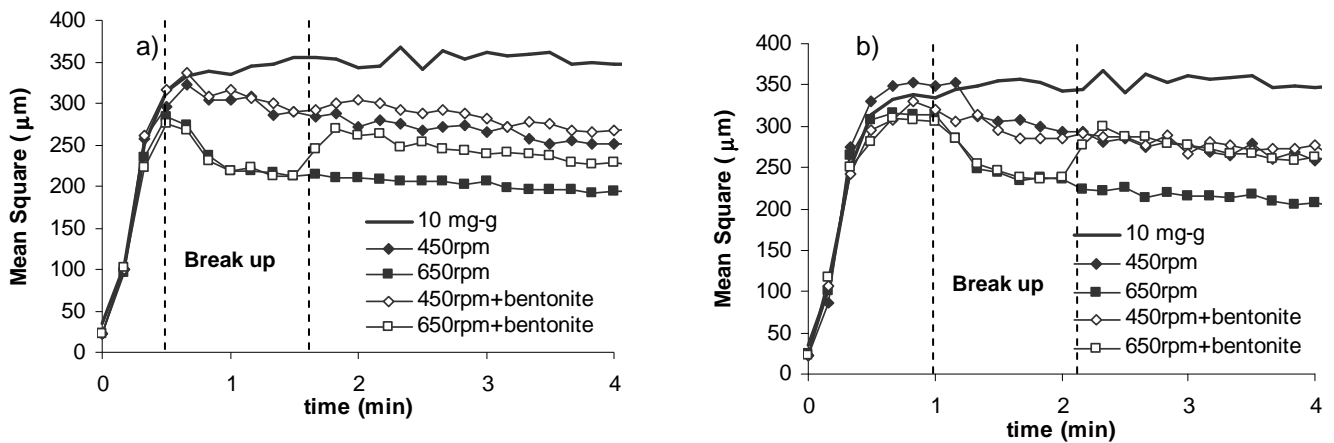 a)
Mean Square ( μm)
400
350
300
250
200
150
100
50
0
Break up
10 mg-g
450rpm
650rpm
450rpm+bentonite
650rpm+bentonite
0 1 2 3 4
time (min)
b)
Mean Square ( μm)
400
350
300
250
200
150
100
50
0
Break up
10 mg-g
450rpm
650rpm
450rpm+bentonite
650rpm+bentonite
0 1 2 3 4
time (min)